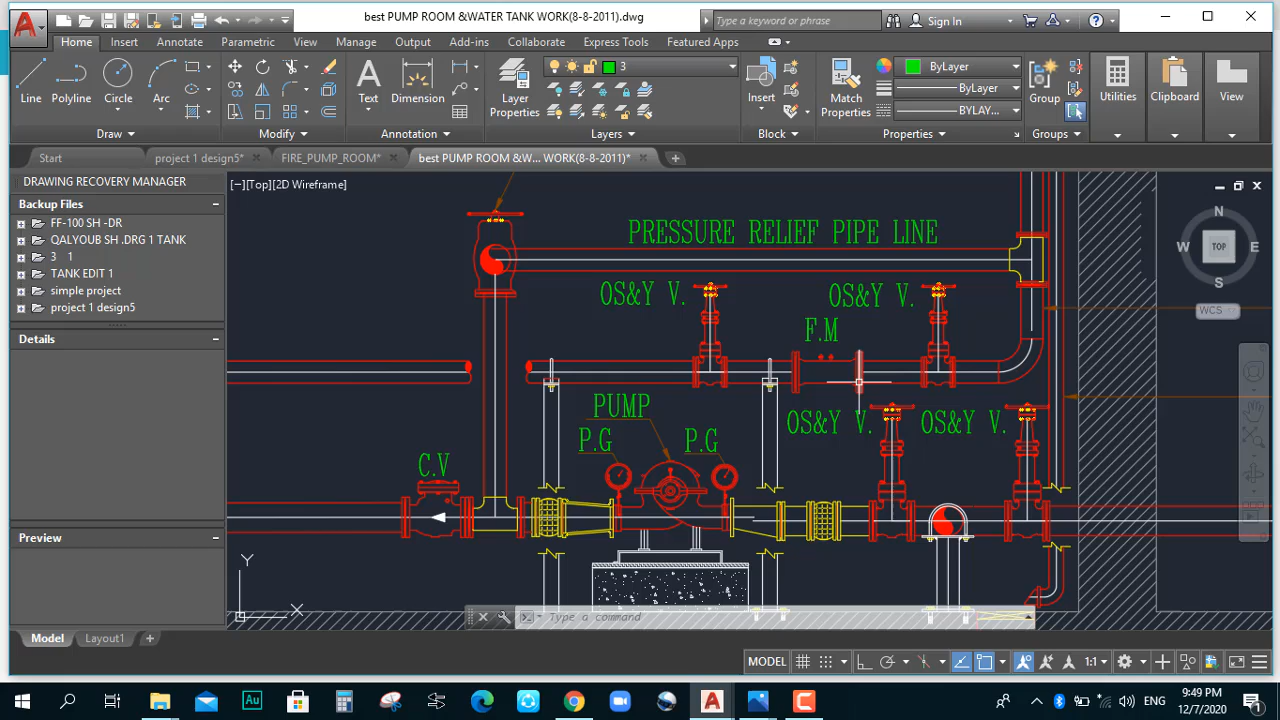 best PUMP ROOM &WATER TANK WORK(8-8-2011).dwg
Type a keyword or phrase
Sign In
Home Insert Annotate Parametric View Manage Output Add-ins Collaborate Express Tools Featured Apps
Line Polyline Circle Arc
Text Dimension
Layer Properties
3
Insert
Match Properties
ByLayer
ByLayer
BYLA...
Group
Utilities
Clipboard
View
Draw Modify Annotation Layers Block Properties Groups
Start project 1 design5* FIRE_PUMP_ROOM* best PUMP ROOM &W... WORK(8-8-2011)*
DRAWING RECOVERY MANAGER
Backup Files
FF-100 SH -DR
QALYOUB SH .DRG 1 TANK
3 1
TANK EDIT 1
simple project
project 1 design5
Details
Preview
[−][Top][2D Wireframe]
N
W TOP E
S
WCS
PRESSURE RELIEF PIPE LINE
OS&Y V. OS&Y V.
F.M
PUMP
OS&Y V. OS&Y V.
P.G P.G
C.V
Y
X
Type a command
Model Layout1
MODEL
1:1
Au
ENG
9:49 PM
12/7/2020
1